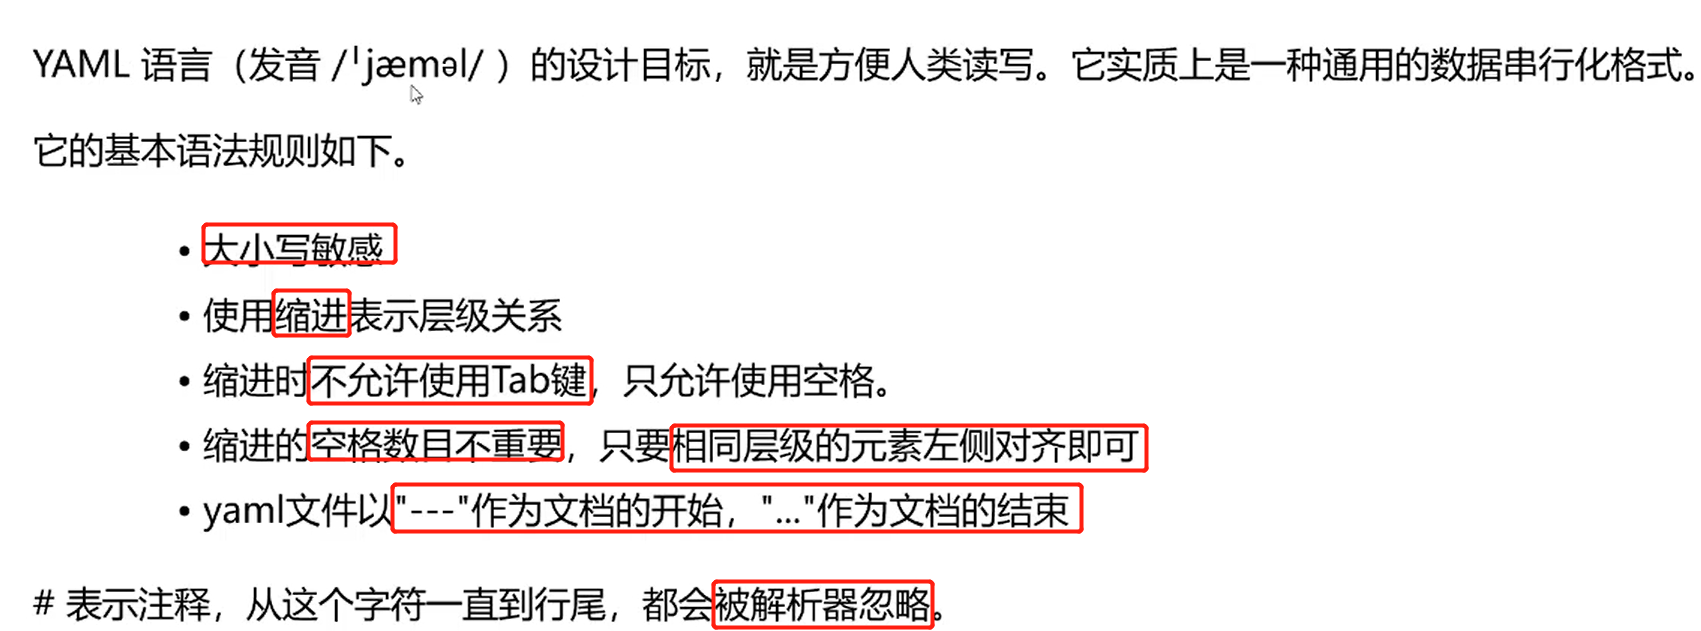 YAML 语言（发音 /ˈjæməl/ ）的设计目标，就是方便人类读写。它实质上是一种通用的数据串行化格式。
它的基本语法规则如下。
• 大小写敏感
• 使用缩进表示层级关系
• 缩进时不允许使用Tab键，只允许使用空格。
• 缩进的空格数目不重要，只要相同层级的元素左侧对齐即可
• yaml文件以"---"作为文档的开始，"..."作为文档的结束
# 表示注释，从这个字符一直到行尾，都会被解析器忽略。